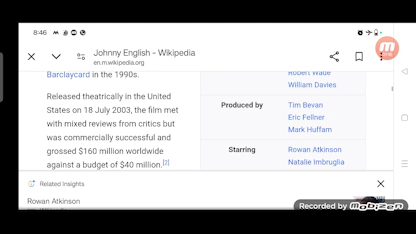 8:46
Johnny English - Wikipedia
en.m.wikipedia.org
Barclaycard in the 1990s.
Released theatrically in the United
States on 18 July 2003, the film met
with mixed reviews from critics but
was commercially successful and
grossed $160 million worldwide
against a budget of $40 million.[2]
Robert Wade
William Davies
Produced by
Tim Bevan
Eric Fellner
Mark Huffam
Starring
Rowan Atkinson
Natalie Imbruglia
Related Insights
Rowan Atkinson
Recorded by MOBIZEN